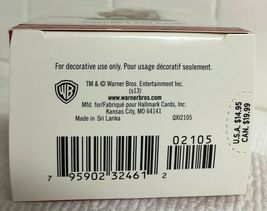 For decorative use only. Pour usage décoratif seulement.
WB
TM & © Warner Bros. Entertainment Inc.
(s13)
www.warnerbros.com
Mfg. for/Fabriqué pour Hallmark Cards, Inc.
Kansas City, MO 64141
Made in Sri Lanka
QXI2105
02105
7 95902 32461 2
U.S.A. $14.95
CAN. $19.99